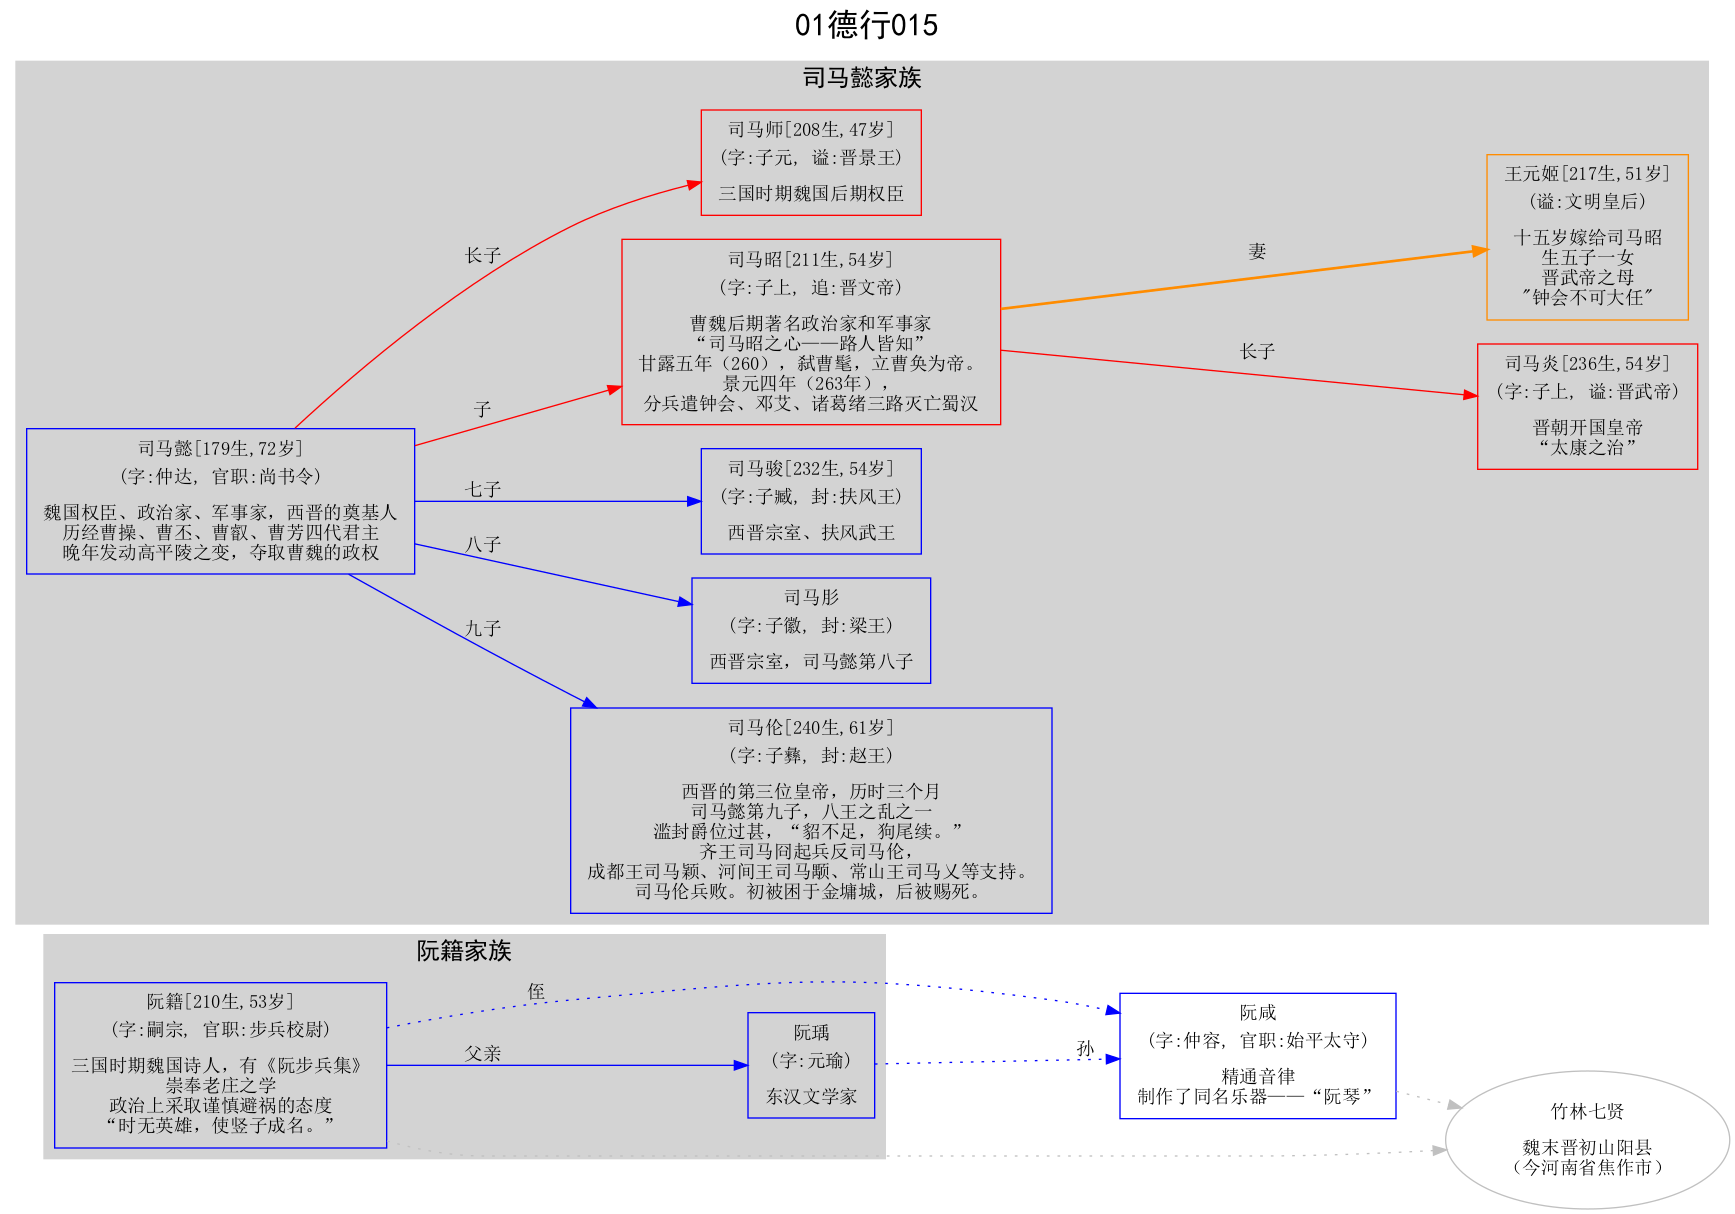 01德行015
司马懿家族
司马师[208生,47岁]
(字:子元, 谥:晋景王)
三国时期魏国后期权臣
王元姬[217生,51岁]
(谥:文明皇后)
十五岁嫁给司马昭
生五子一女
晋武帝之母
"钟会不可大任"
长子
妻
司马昭[211生,54岁]
(字:子上, 追:晋文帝)
曹魏后期著名政治家和军事家
“司马昭之心——路人皆知”
甘露五年（260），弑曹髦，立曹奂为帝。
景元四年（263年），
分兵遣钟会、邓艾、诸葛绪三路灭亡蜀汉
长子
司马炎[236生,54岁]
(字:子上, 谥:晋武帝)
晋朝开国皇帝
“太康之治”
子
司马懿[179生,72岁]
(字:仲达, 官职:尚书令)
魏国权臣、政治家、军事家，西晋的奠基人
历经曹操、曹丕、曹叡、曹芳四代君主
晚年发动高平陵之变，夺取曹魏的政权
七子
司马骏[232生,54岁]
(字:子臧, 封:扶风王)
西晋宗室、扶风武王
八子
司马肜
(字:子徽, 封:梁王)
西晋宗室，司马懿第八子
九子
司马伦[240生,61岁]
(字:子彝, 封:赵王)
西晋的第三位皇帝，历时三个月
司马懿第九子，八王之乱之一
滥封爵位过甚，“貂不足，狗尾续。”
齐王司马冏起兵反司马伦，
成都王司马颖、河间王司马颙、常山王司马乂等支持。
司马伦兵败。初被困于金墉城，后被赐死。
阮籍家族
阮籍[210生,53岁]
(字:嗣宗, 官职:步兵校尉)
三国时期魏国诗人，有《阮步兵集》
崇奉老庄之学
政治上采取谨慎避祸的态度
“时无英雄，使竖子成名。”
侄
父亲
阮瑀
(字:元瑜)
东汉文学家
孙
阮咸
(字:仲容, 官职:始平太守)
精通音律
制作了同名乐器——“阮琴”
竹林七贤
魏末晋初山阳县
（今河南省焦作市）